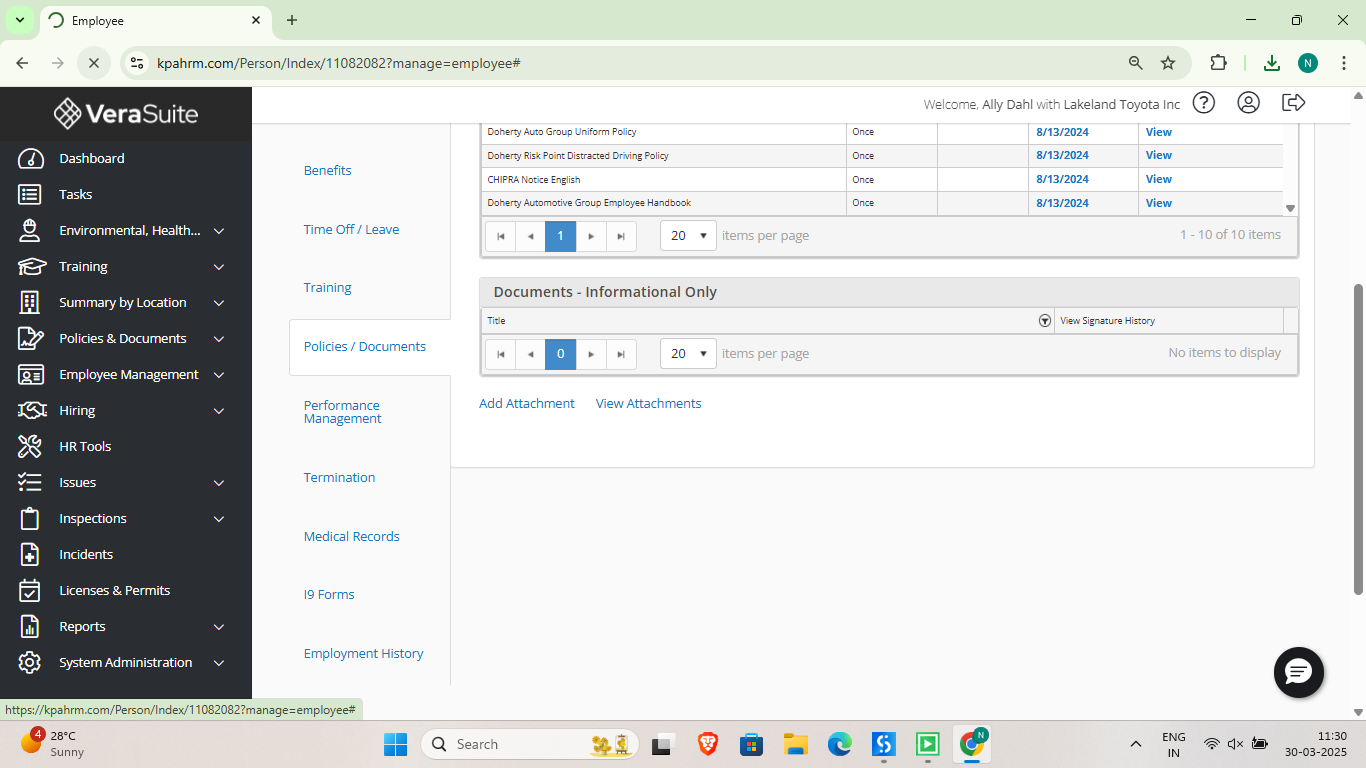 Employee
kpahrm.com/Person/Index/11082082?manage=employee#
N
VeraSuite
Welcome, Ally Dahl with Lakeland Toyota Inc
?
Dashboard
Tasks
Environmental, Health...
Training
Summary by Location
Policies & Documents
Employee Management
Hiring
HR Tools
Issues
Inspections
Incidents
Licenses & Permits
Reports
System Administration
Benefits
Time Off / Leave
Training
Policies / Documents
Performance
Management
Termination
Medical Records
I9 Forms
Employment History
Doherty Auto Group Uniform Policy Once 8/13/2024 View
Doherty Risk Point Distracted Driving Policy Once 8/13/2024 View
CHIPRA Notice English Once 8/13/2024 View
Doherty Automotive Group Employee Handbook Once 8/13/2024 View
1 20 items per page 1 - 10 of 10 items
Documents - Informational Only
Title View Signature History
0 20 items per page No items to display
Add Attachment View Attachments
https://kpahrm.com/Person/Index/11082082?manage=employee#
4
28°C
Sunny
Search
N
ENG
IN
11:30
30-03-2025